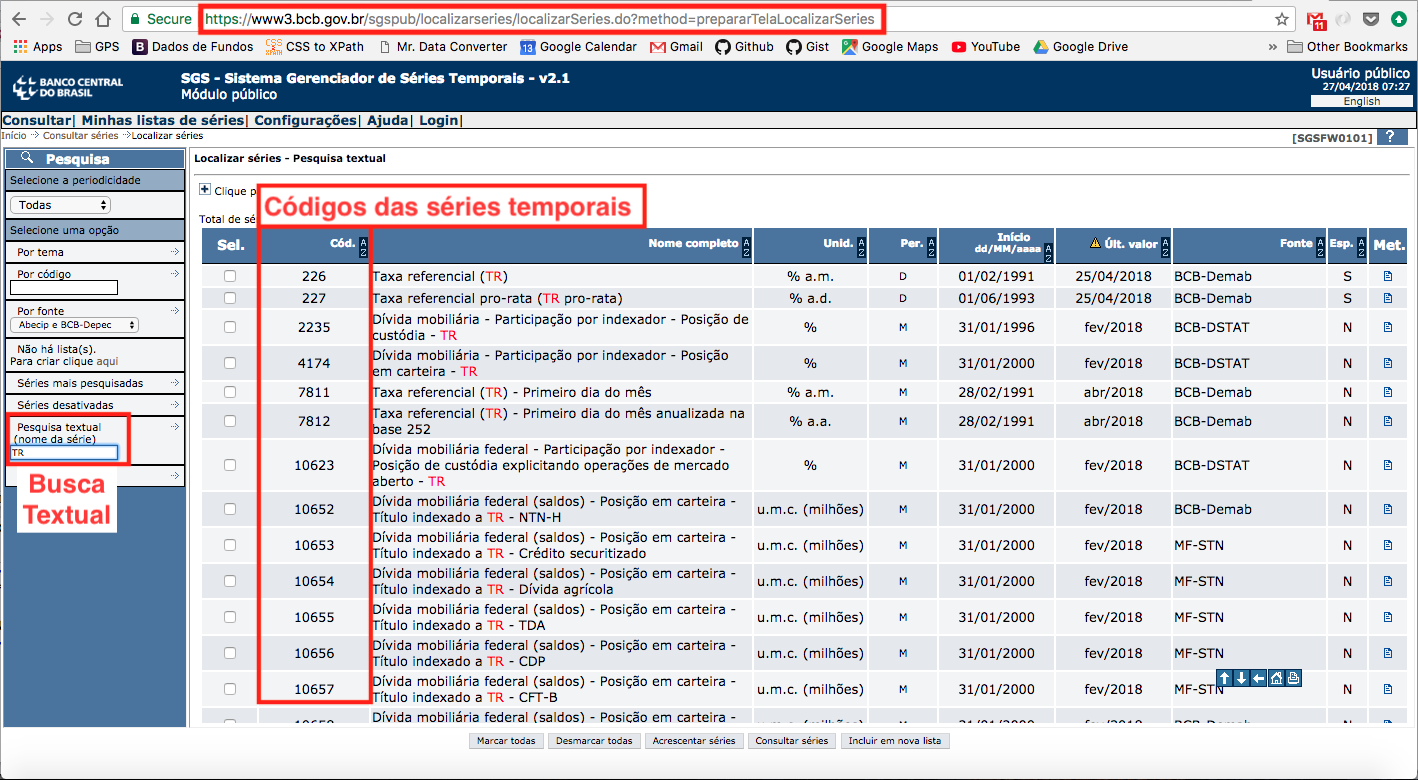 Secure
https://www3.bcb.gov.br/sgspub/localizarseries/localizarSeries.do?method=prepararTelaLocalizarSeries
11
Apps GPS B Dados de Fundos CSS to XPath Mr. Data Converter 13 Google Calendar Gmail Github Gist Google Maps YouTube Google Drive » Other Bookmarks
BANCO CENTRAL
DO BRASIL
SGS - Sistema Gerenciador de Séries Temporais - v2.1
Módulo público
Usuário público
27/04/2018 07:27
English
Consultar| Minhas listas de séries| Configurações| Ajuda| Login|
Início Consultar séries Localizar séries
[SGSFW0101] ?
Pesquisa
Selecione a periodicidade
Todas
Selecione uma opção
Por tema
Por código
Por fonte
Abecip e BCB-Depec
Não há lista(s).
Para criar clique aqui
Séries mais pesquisadas
Séries desativadas
Pesquisa textual
(nome da série)
TR
Busca
Textual
Localizar séries - Pesquisa textual
Clique p
Códigos das séries temporais
Total de sé
Sel. Cód. Nome completo Unid. Per. Início dd/MM/aaaa Últ. valor Fonte Esp. Met.
226 Taxa referencial (TR) % a.m. D 01/02/1991 25/04/2018 BCB-Demab S
227 Taxa referencial pro-rata (TR pro-rata) % a.d. D 01/06/1993 25/04/2018 BCB-Demab S
Dívida mobiliária - Participação por indexador - Posição de
2235 custódia - TR % M 31/01/1996 fev/2018 BCB-DSTAT N
Dívida mobiliária - Participação por indexador - Posição
4174 em carteira - TR % M 31/01/2000 fev/2018 BCB-DSTAT N
7811 Taxa referencial (TR) - Primeiro dia do mês % a.m. M 28/02/1991 abr/2018 BCB-Demab N
Taxa referencial (TR) - Primeiro dia do mês anualizada na
7812 base 252 % a.a. M 28/02/1991 abr/2018 BCB-Demab N
Dívida mobiliária federal - Participação por indexador -
10623 Posição de custódia explicitando operações de mercado % M 31/01/2000 fev/2018 BCB-DSTAT N
aberto - TR
Dívida mobiliária federal (saldos) - Posição em carteira -
10652 Título indexado a TR - NTN-H u.m.c. (milhões) M 31/01/2000 fev/2018 BCB-Demab N
Dívida mobiliária federal (saldos) - Posição em carteira -
10653 Título indexado a TR - Crédito securitizado u.m.c. (milhões) M 31/01/2000 fev/2018 MF-STN N
Dívida mobiliária federal (saldos) - Posição em carteira -
10654 Título indexado a TR - Dívida agrícola u.m.c. (milhões) M 31/01/2000 fev/2018 MF-STN N
Dívida mobiliária federal (saldos) - Posição em carteira -
10655 Título indexado a TR - TDA u.m.c. (milhões) M 31/01/2000 fev/2018 MF-STN N
Dívida mobiliária federal (saldos) - Posição em carteira -
10656 Título indexado a TR - CDP u.m.c. (milhões) M 31/01/2000 fev/2018 MF-STN N
Dívida mobiliária federal (saldos) - Posição em carteira -
10657 Título indexado a TR - CFT-B u.m.c. (milhões) M 31/01/2000 fev/2018 MF-STN N
Dívida mobiliária federal (saldos) - Posição em carteira -
Marcar todas Desmarcar todas Acrescentar séries Consultar séries Incluir em nova lista